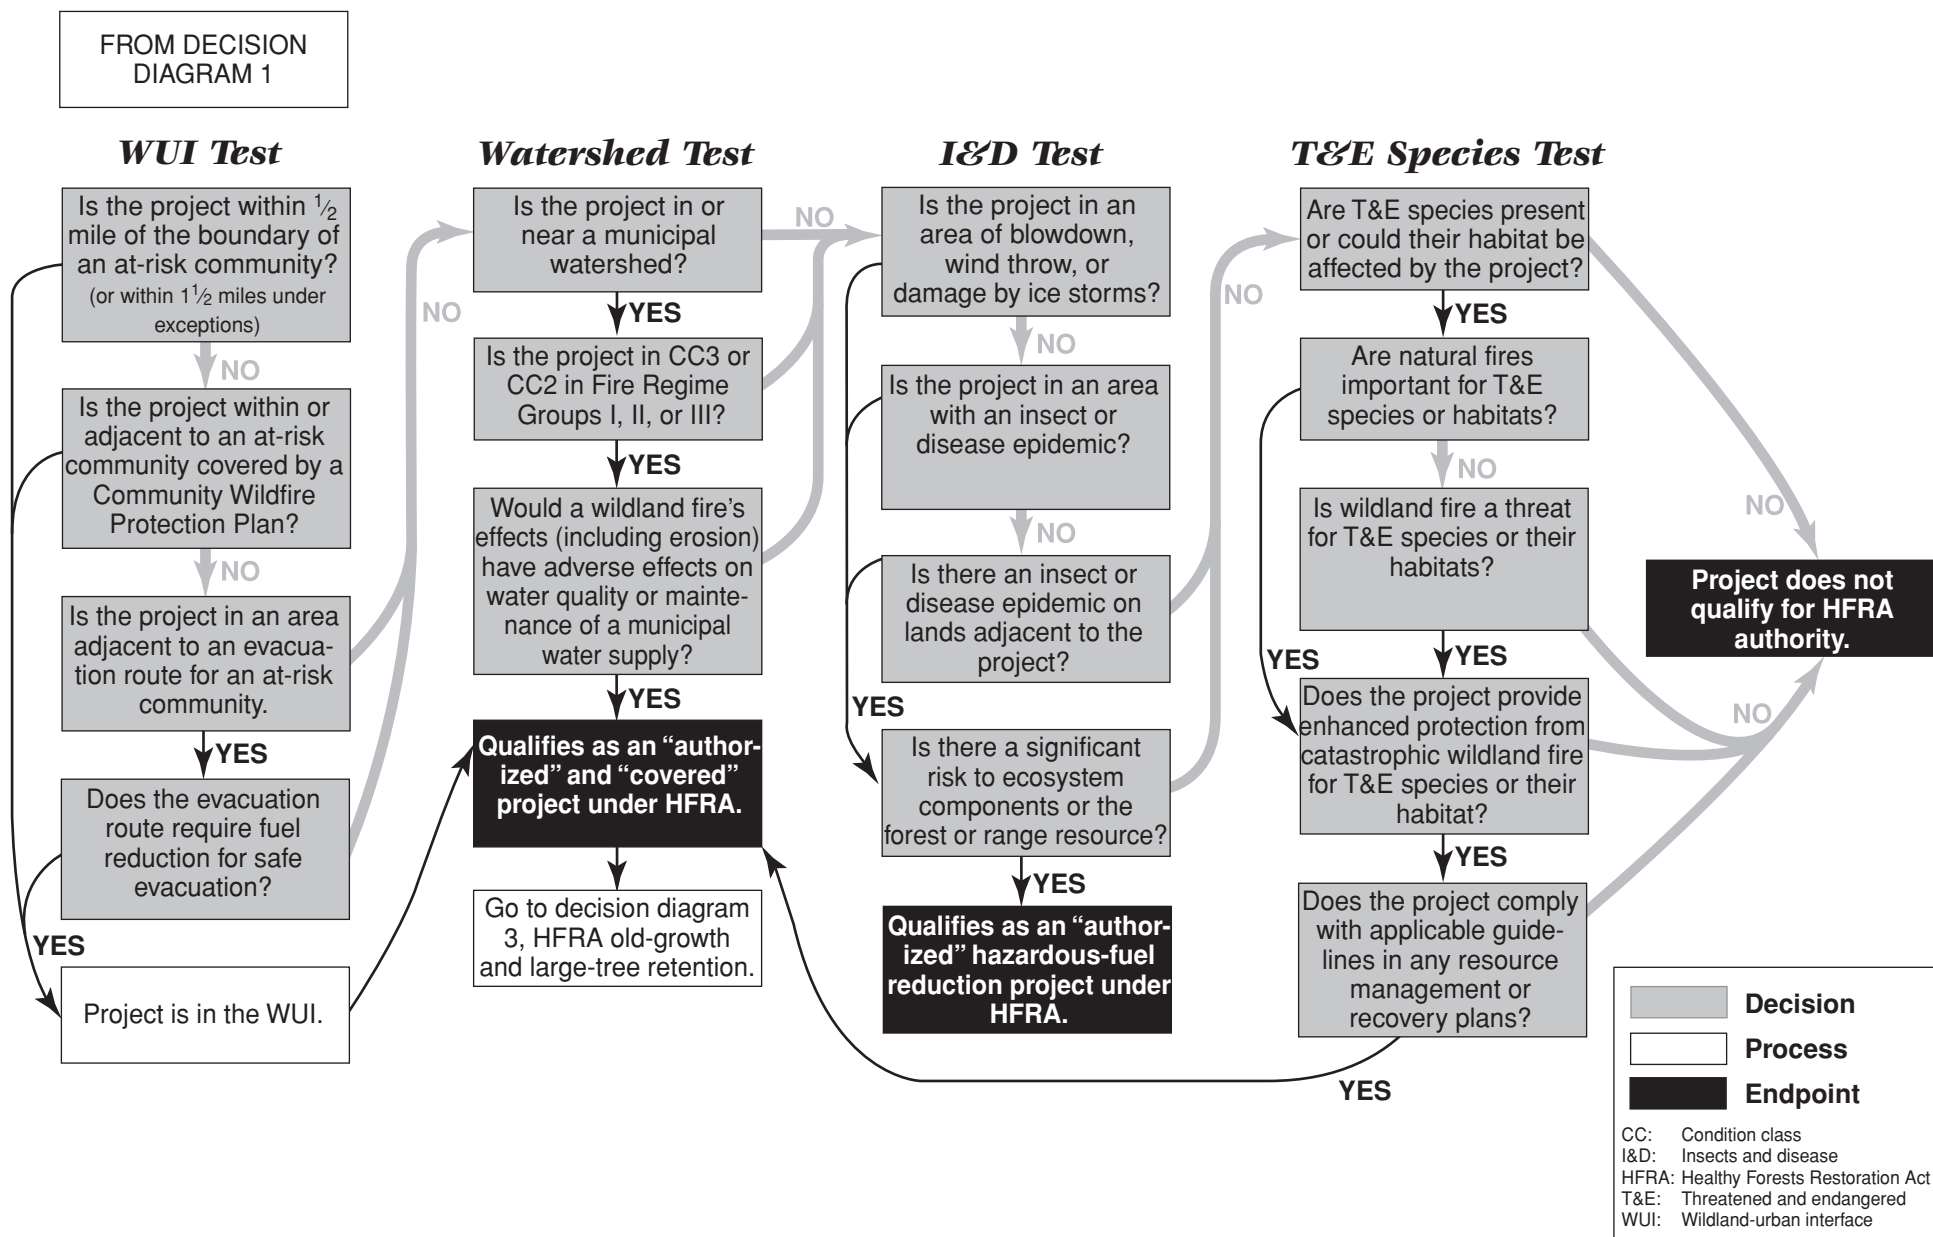 FROM DECISION
DIAGRAM 1
WUI Test
Is the project within ½
mile of the boundary of
an at-risk community?
(or within 1½ miles under
exceptions)
NO
Is the project within or
adjacent to an at-risk
community covered by a
Community Wildfire
Protection Plan?
NO
Is the project in an area
adjacent to an evacua-
tion route for an at-risk
community.
YES
Does the evacuation
route require fuel
reduction for safe
evacuation?
YES
Project is in the WUI.
NO
Watershed Test
Is the project in or
near a municipal
watershed?
YES
Is the project in CC3 or
CC2 in Fire Regime
Groups I, II, or III?
YES
Would a wildland fire's
effects (including erosion)
have adverse effects on
water quality or mainte-
nance of a municipal
water supply?
YES
Qualifies as an “author-
ized” and “covered”
project under HFRA.
Go to decision diagram
3, HFRA old-growth
and large-tree retention.
NO
I&D Test
Is the project in an
area of blowdown,
wind throw, or
damage by ice storms?
NO
Is the project in an area
with an insect or
disease epidemic?
NO
Is there an insect or
disease epidemic on
lands adjacent to the
project?
YES
Is there a significant
risk to ecosystem
components or the
forest or range resource?
YES
Qualifies as an “author-
ized” hazardous-fuel
reduction project under
HFRA.
NO
T&E Species Test
Are T&E species present
or could their habitat be
affected by the project?
YES
Are natural fires
important for T&E
species or habitats?
NO
Is wildland fire a threat
for T&E species or their
habitats?
YES
YES
Does the project provide
enhanced protection from
catastrophic wildland fire
for T&E species or their
habitat?
YES
Does the project comply
with applicable guide-
lines in any resource
management or
recovery plans?
YES
NO
Project does not
qualify for HFRA
authority.
NO
Decision
Process
Endpoint
CC: Condition class
I&D: Insects and disease
HFRA: Healthy Forests Restoration Act
T&E: Threatened and endangered
WUI: Wildland-urban interface